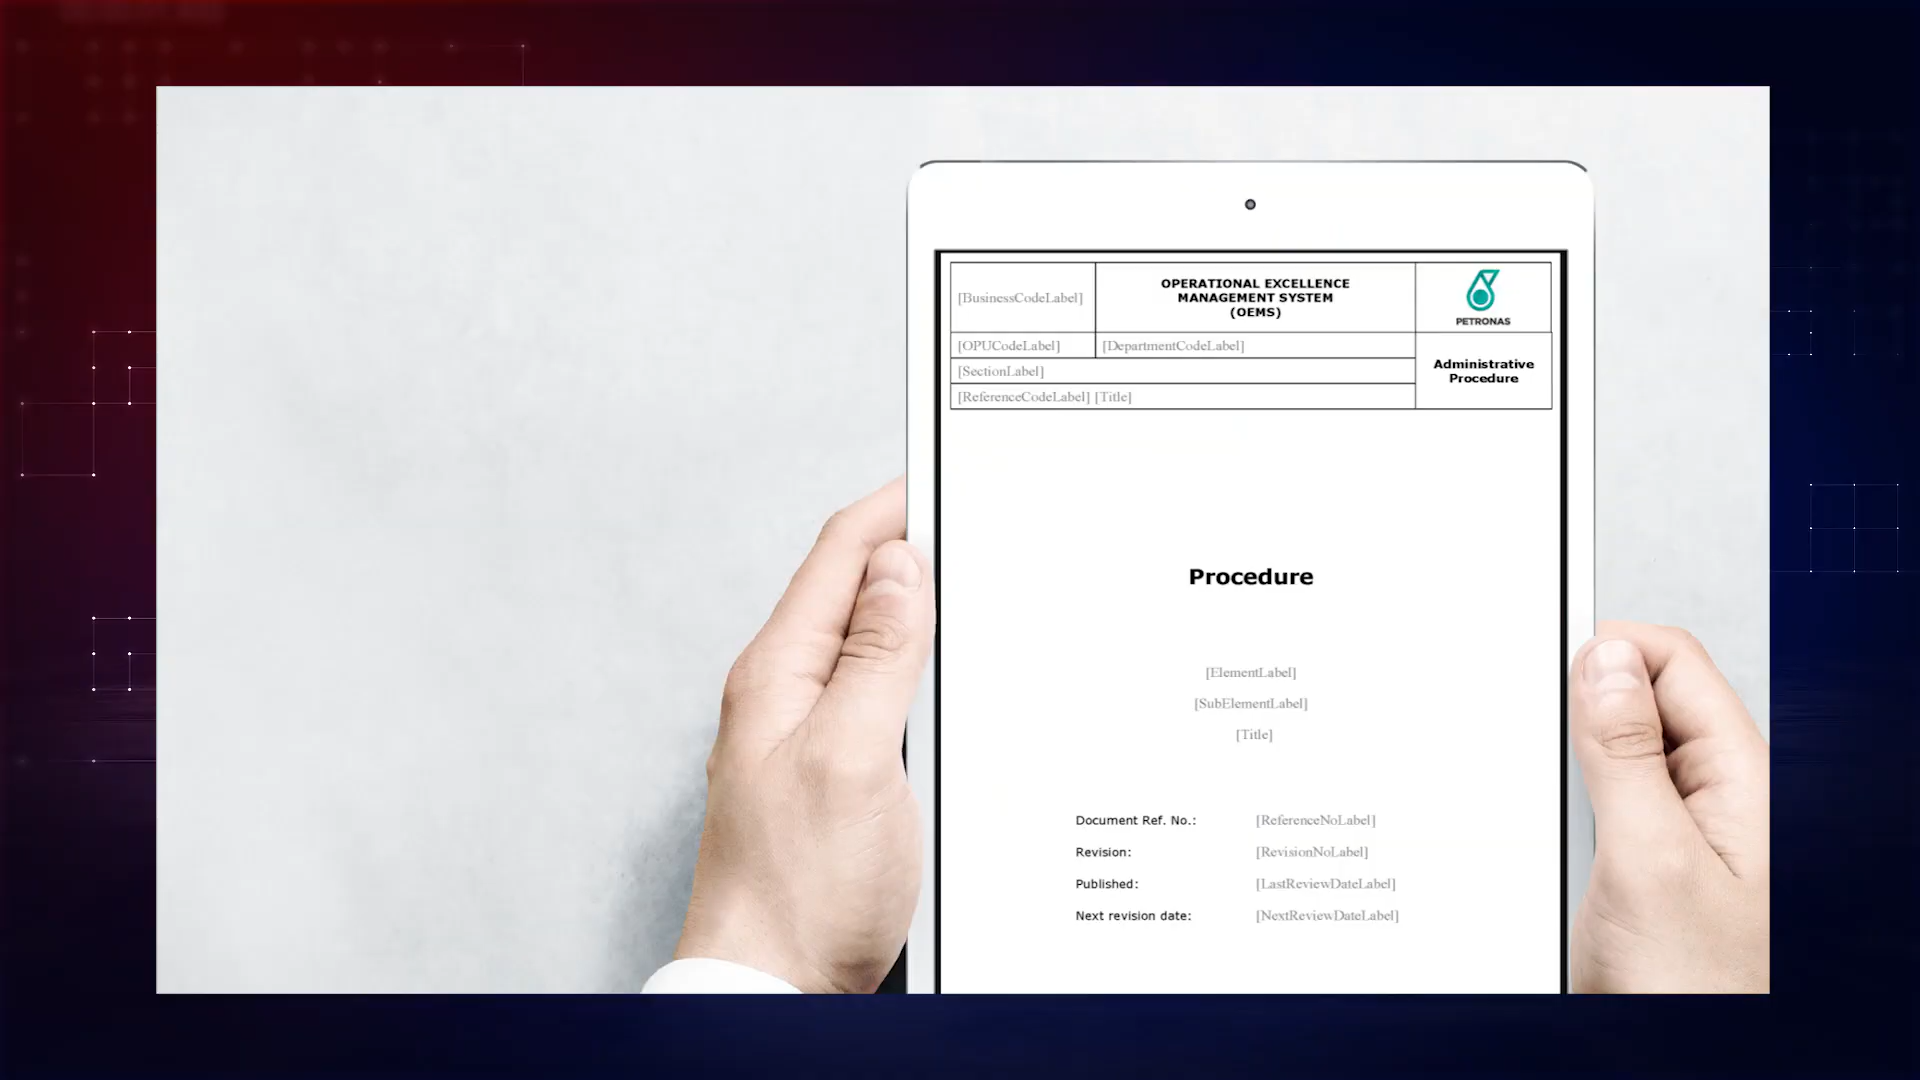 [BusinessCodeLabel]
OPERATIONAL EXCELLENCE
MANAGEMENT SYSTEM
(OEMS)
PETRONAS
[OPUCodeLabel]
[DepartmentCodeLabel]
[SectionLabel]
[ReferenceCodeLabel] [Title]
Administrative
Procedure
Procedure
[ElementLabel]
[SubElementLabel]
[Title]
Document Ref. No.: [ReferenceNoLabel]
Revision: [RevisionNoLabel]
Published: [LastReviewDateLabel]
Next revision date: [NextReviewDateLabel]